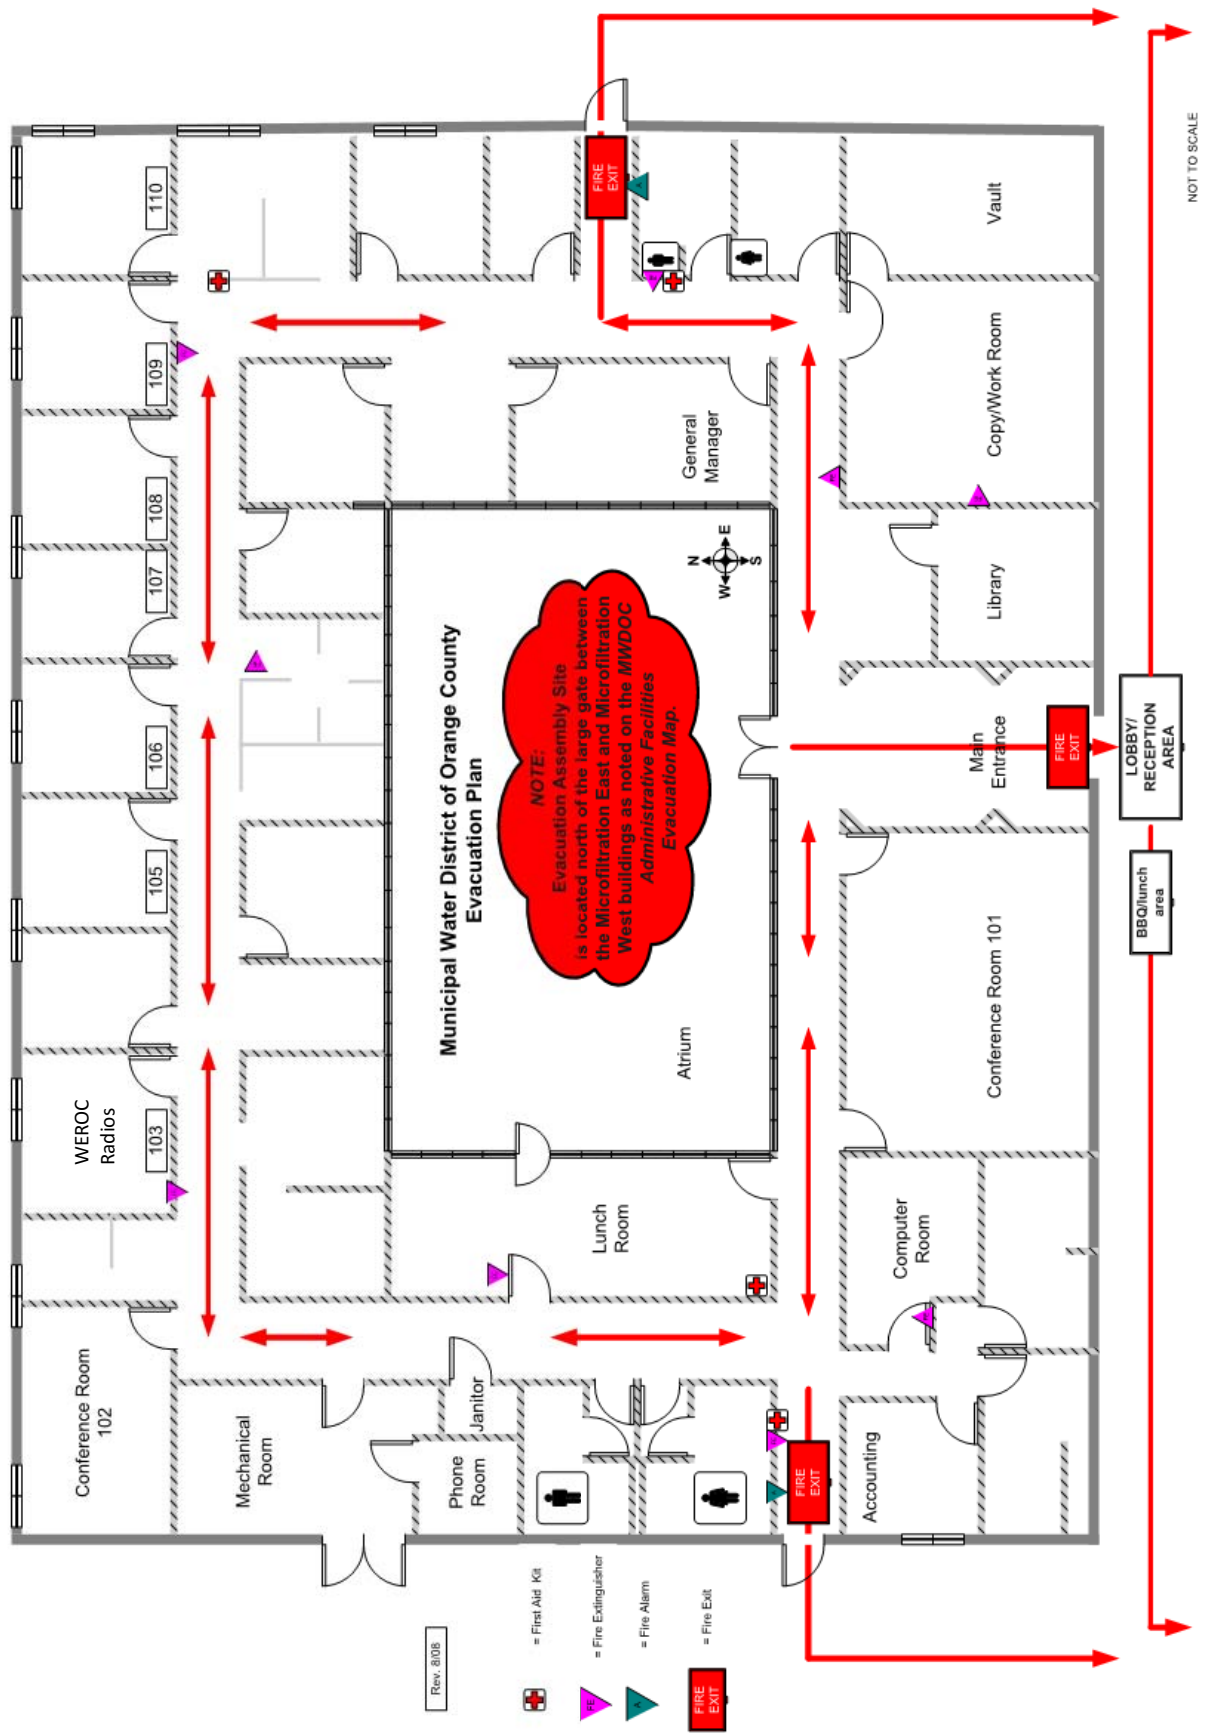 110
109
108
107
106
105
103
WEROC
Radios
Conference Room
102
Mechanical
Room
Phone
Room
Janitor
Lunch
Room
Atrium
General
Manager
N
E
S
W
Municipal Water District of Orange County
Evacuation Plan
NOTE:
Evacuation Assembly Site
is located north of the large gate between
the Microfiltration East and Microfiltration
West buildings as noted on the MWDOC
Administrative Facilities
Evacuation Map.
FIRE
EXIT
A
Vault
Copy/Work Room
Library
Main
Entrance
FIRE
EXIT
Conference Room 101
Computer
Room
Accounting
FIRE
EXIT
A
LOBBY/
RECEPTION
AREA
BBQ/lunch
area
NOT TO SCALE
Rev. 8/08
= First Aid Kit
FE
= Fire Extinguisher
A
= Fire Alarm
FIRE
EXIT
= Fire Exit